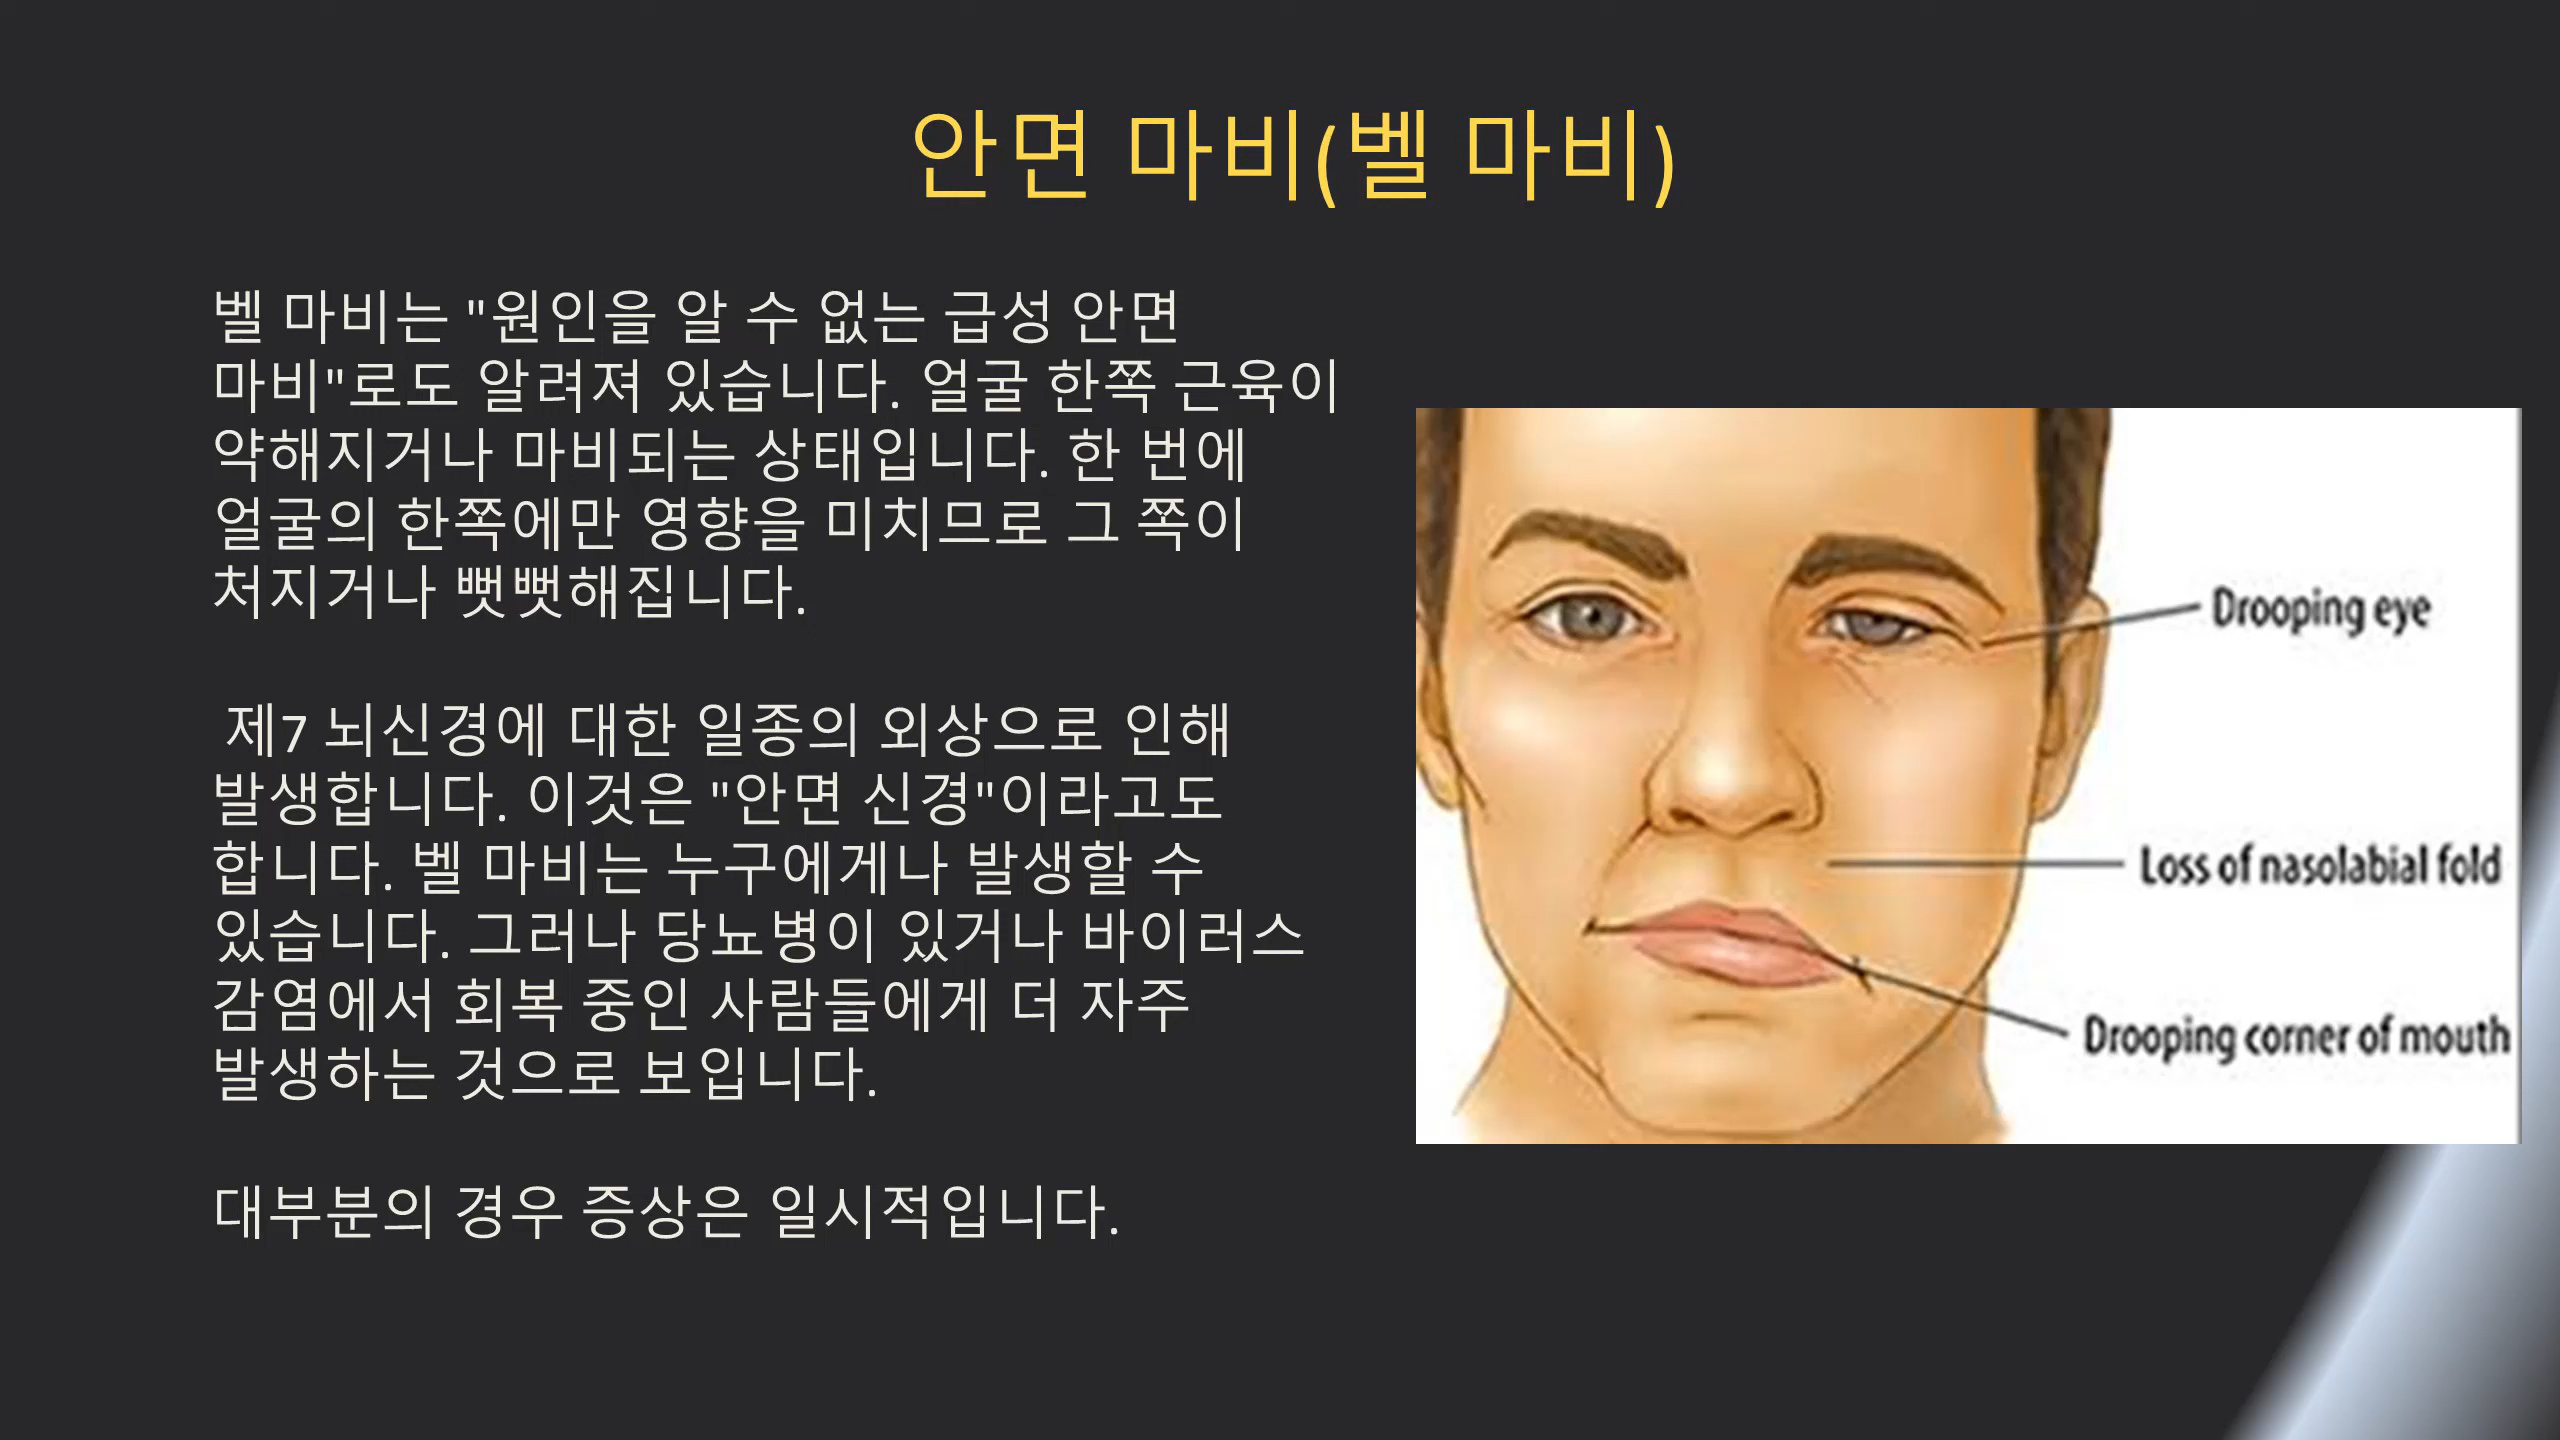 안면 마비(벨 마비)
벨 마비는 "원인을 알 수 없는 급성 안면
마비"로도 알려져 있습니다. 얼굴 한쪽 근육이
약해지거나 마비되는 상태입니다. 한 번에
얼굴의 한쪽에만 영향을 미치므로 그 쪽이
처지거나 뻣뻣해집니다.
제7 뇌신경에 대한 일종의 외상으로 인해
발생합니다. 이것은 "안면 신경"이라고도
합니다. 벨 마비는 누구에게나 발생할 수
있습니다. 그러나 당뇨병이 있거나 바이러스
감염에서 회복 중인 사람들에게 더 자주
발생하는 것으로 보입니다.
대부분의 경우 증상은 일시적입니다.
Drooping eye
Loss of nasolabial fold
Drooping corner of mouth